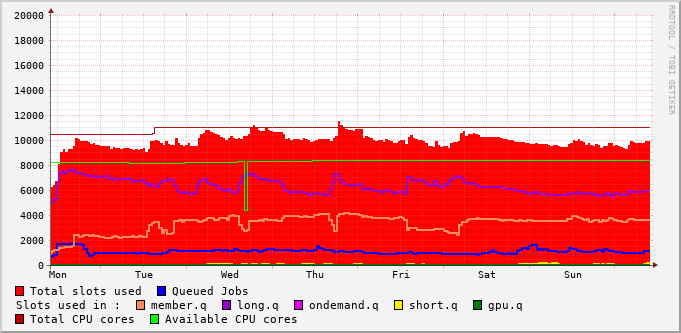 20000
18000
16000
14000
12000
10000
8000
6000
4000
2000
0
Mon Tue Wed Thu Fri Sat Sun
RRDTOOL / TOBI OETIKER
Total slots used Queued Jobs
Slots used in : member.q long.q ondemand.q short.q gpu.q
Total CPU cores Available CPU cores